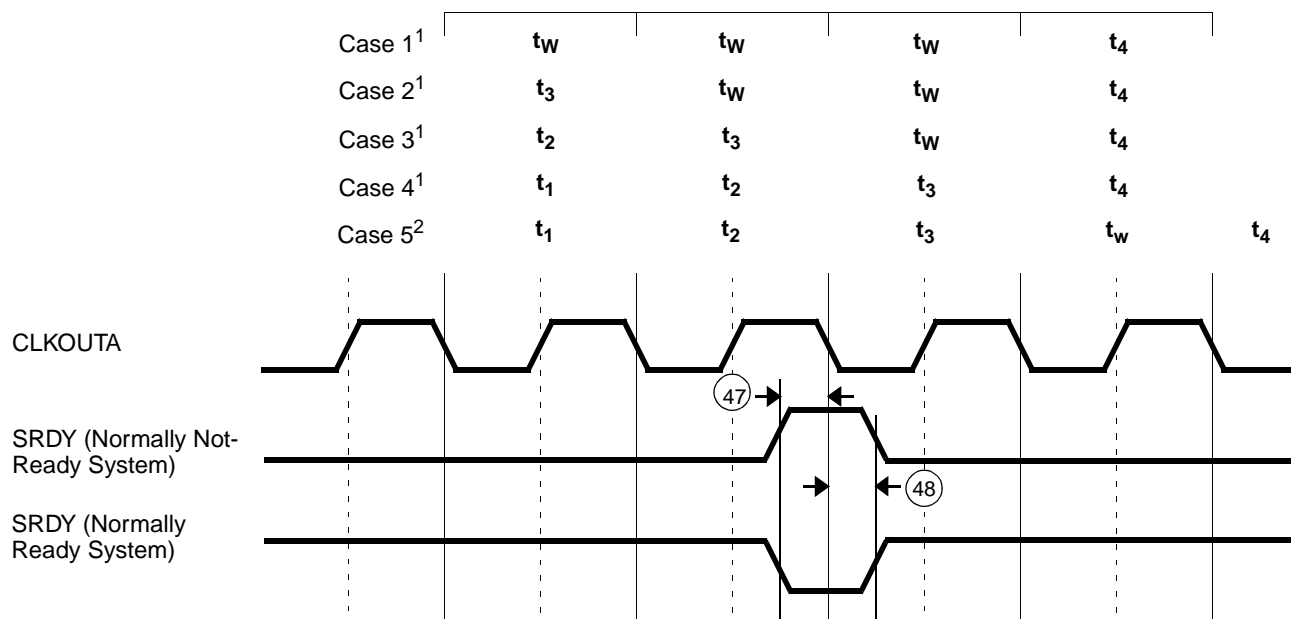 Case 1¹ tW tW tW t4
Case 2¹ t3 tW tW t4
Case 3¹ t2 t3 tW t4
Case 4¹ t1 t2 t3 t4
Case 5² t1 t2 t3 tw t4
CLKOUTA
47
SRDY (Normally Not-
Ready System)
48
SRDY (Normally
Ready System)